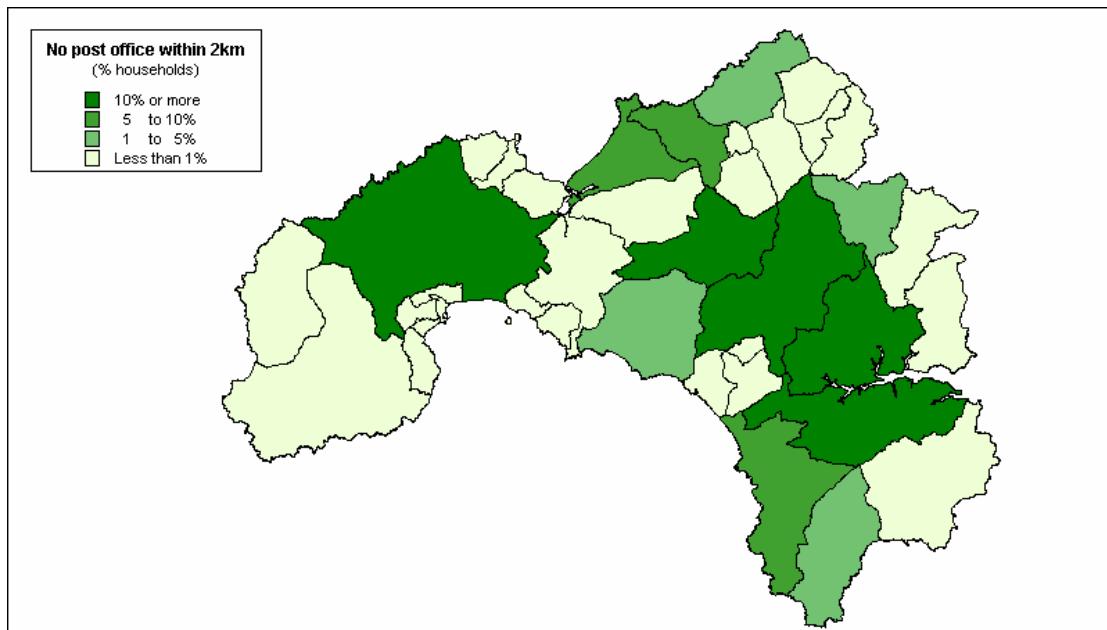 No post office within 2km
(% households)
10% or more
5 to 10%
1 to 5%
Less than 1%